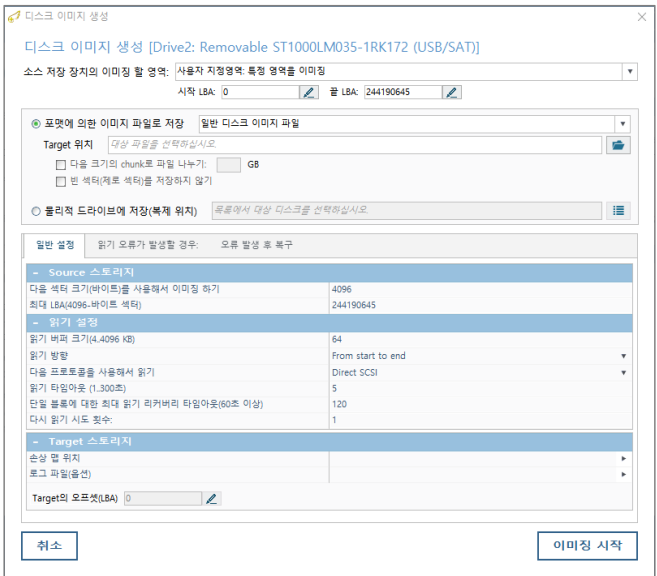 디스크 이미지 생성
디스크 이미지 생성 [Drive2: Removable ST1000LM035-1RK172 (USB/SAT)]
소스 저장 장치의 이미징 할 영역: 사용자 지정영역: 특정 영역을 이미징
시작 LBA: 0 끝 LBA: 244190645
포맷에 의한 이미지 파일로 저장 일반 디스크 이미지 파일
Target 위치 대상 파일을 선택하십시오.
다음 크기의 chunk로 파일 나누기: GB
빈 섹터(제로 섹터)를 저장하지 않기
물리적 드라이브에 저장(복제 위치) 목록에서 대상 디스크를 선택하십시오.
일반 설정 읽기 오류가 발생할 경우: 오류 발생 후 복구
– Source 스토리지
다음 섹터 크기(바이트)를 사용해서 이미징 하기 4096
최대 LBA(4096-바이트 섹터) 244190645
– 읽기 설정
읽기 버퍼 크기(4.4096 KB) 64
읽기 방향 From start to end
다음 프로토콜을 사용해서 읽기 Direct SCSI
읽기 타임아웃 (1.300초) 5
단일 블록에 대한 최대 읽기 리커버리 타임아웃(60초 이상) 120
다시 읽기 시도 횟수: 1
– Target 스토리지
손상 맵 위치
로그 파일(옵션)
Target의 오프셋(LBA) 0
취소 이미징 시작